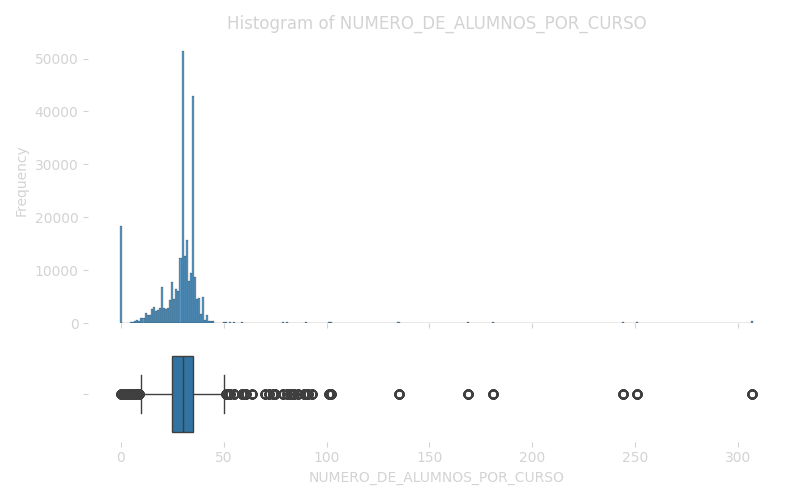 Histogram of NUMERO_DE_ALUMNOS_POR_CURSO
Frequency
50000
40000
30000
20000
10000
0
0 50 100 150 200 250 300
NUMERO_DE_ALUMNOS_POR_CURSO